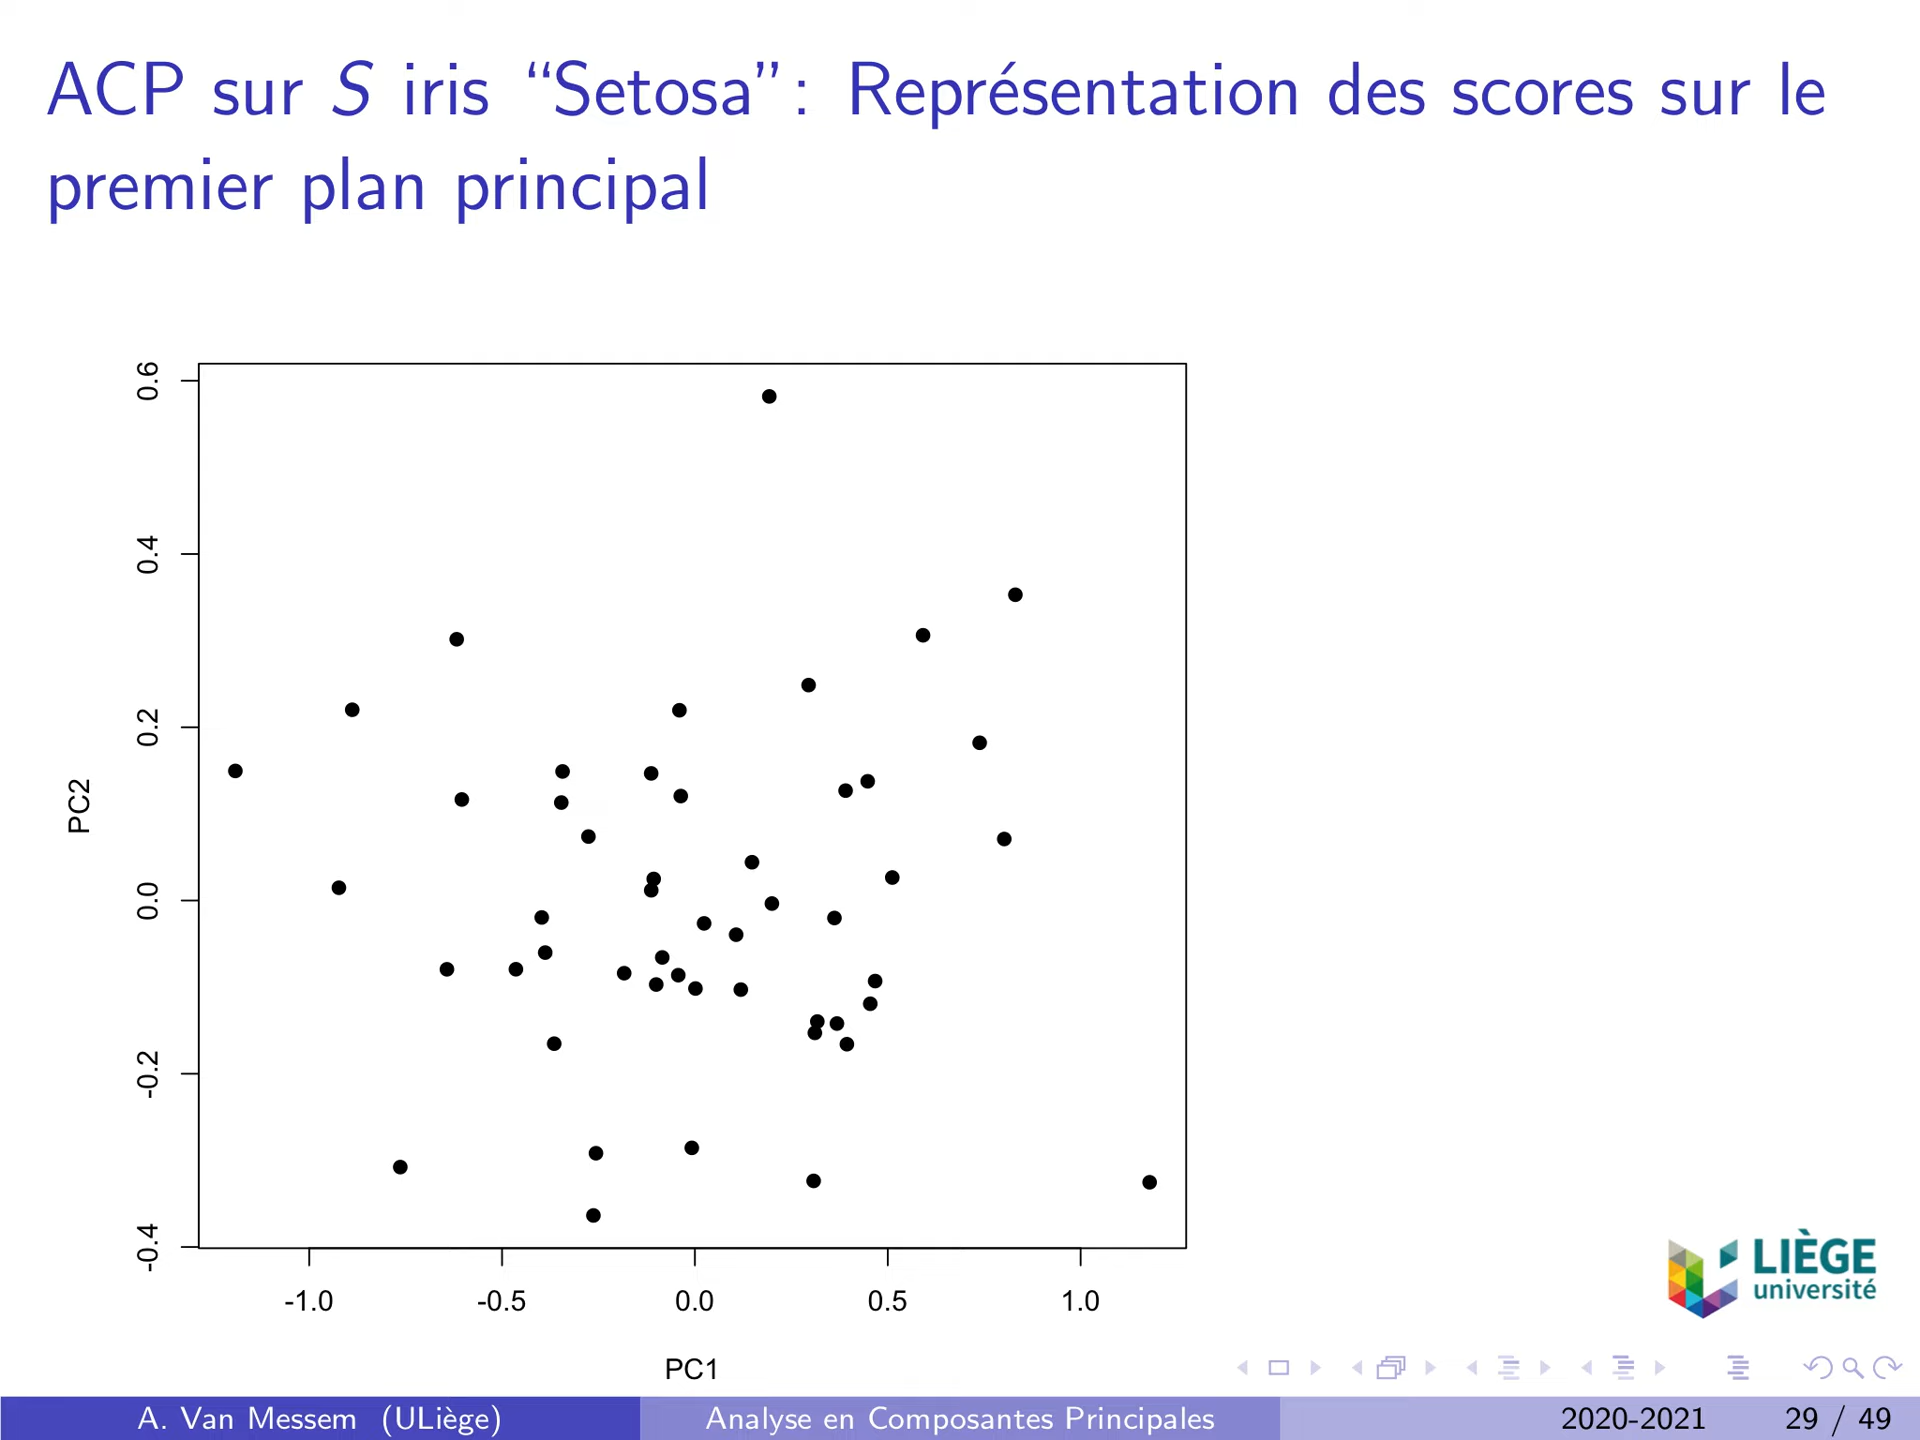 ACP sur S iris “Setosa”: Représentation des scores sur le
premier plan principal
0.6
0.4
0.2
0.0
-0.2
-0.4
PC2
-1.0 -0.5 0.0 0.5 1.0
PC1
LIÈGE
université
A. Van Messem (ULiège) Analyse en Composantes Principales 2020-2021 29 / 49